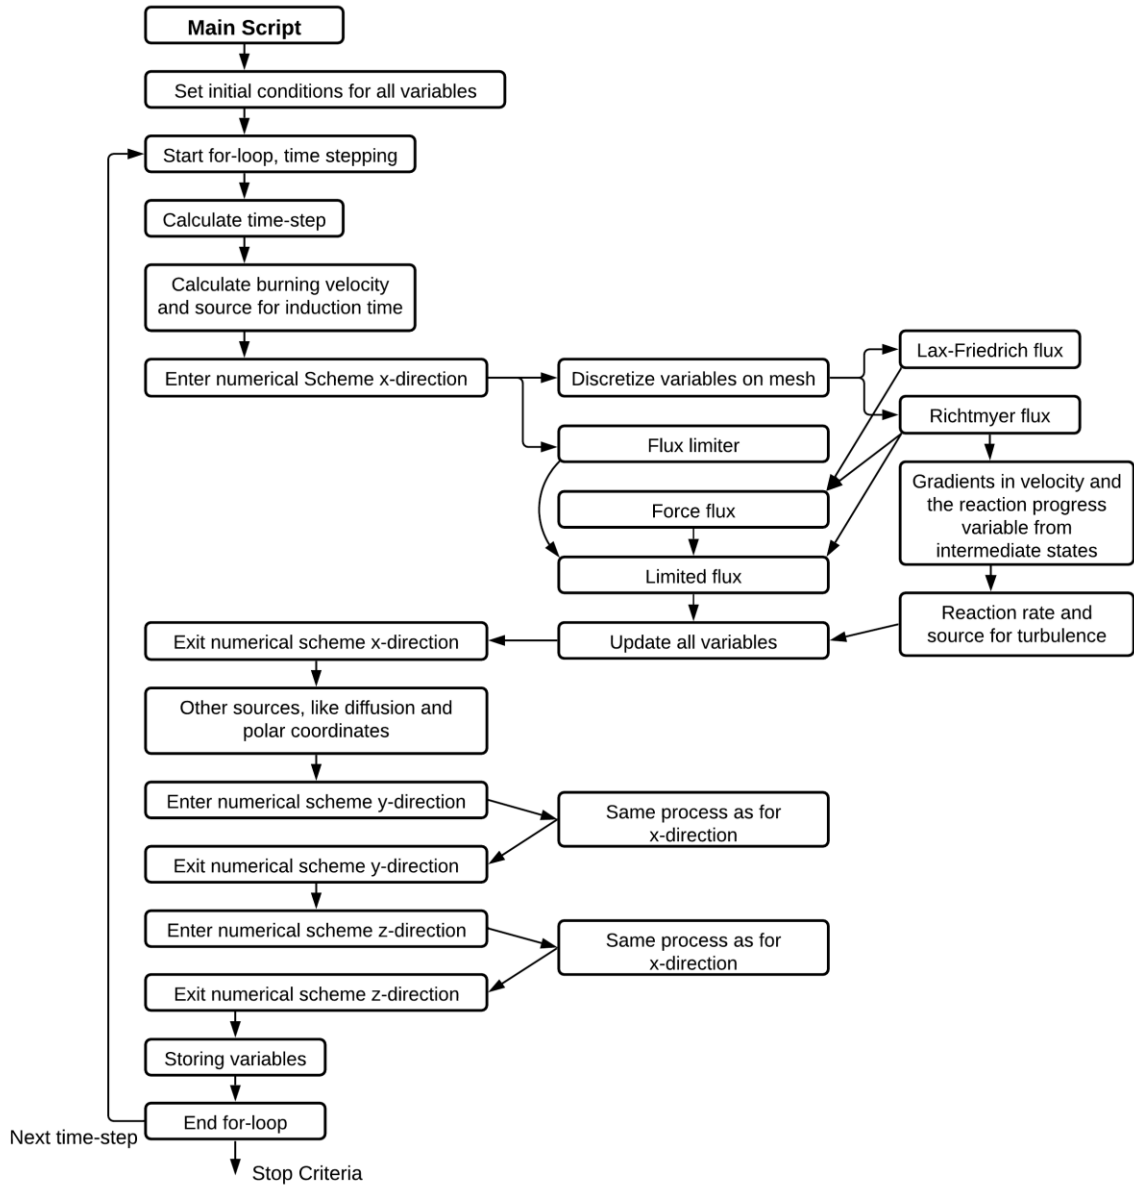 Main Script
Set initial conditions for all variables
Start for-loop, time stepping
Calculate time-step
Calculate burning velocity
and source for induction time
Enter numerical Scheme x-direction
Discretize variables on mesh
Lax-Friedrich flux
Richtmyer flux
Flux limiter
Gradients in velocity and
the reaction progress
variable from
intermediate states
Force flux
Limited flux
Reaction rate and
source for turbulence
Update all variables
Exit numerical scheme x-direction
Other sources, like diffusion and
polar coordinates
Enter numerical scheme y-direction
Same process as for
x-direction
Exit numerical scheme y-direction
Enter numerical scheme z-direction
Same process as for
x-direction
Exit numerical scheme z-direction
Storing variables
End for-loop
Next time-step
Stop Criteria